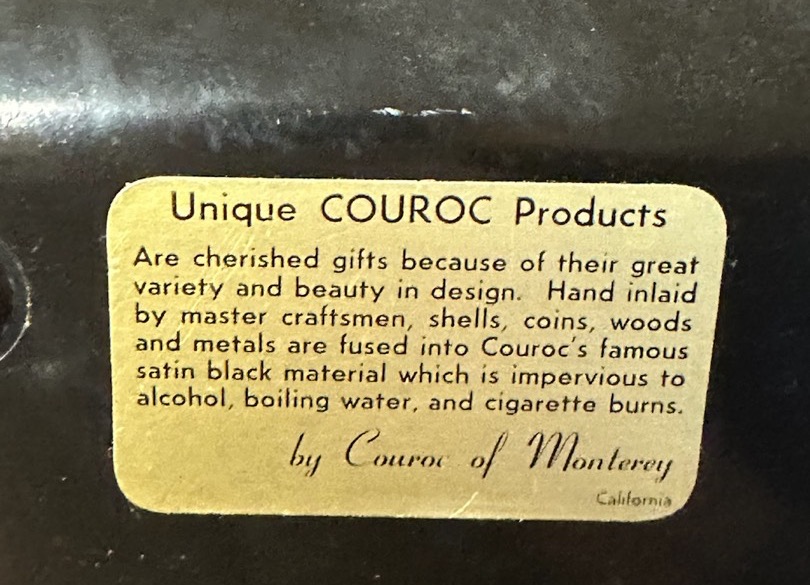 Unique COUROC Products
Are cherished gifts because of their great
variety and beauty in design. Hand inlaid
by master craftsmen, shells, coins, woods
and metals are fused into Couroc's famous
satin black material which is impervious to
alcohol, boiling water, and cigarette burns.
by Couroc of Monterey
California